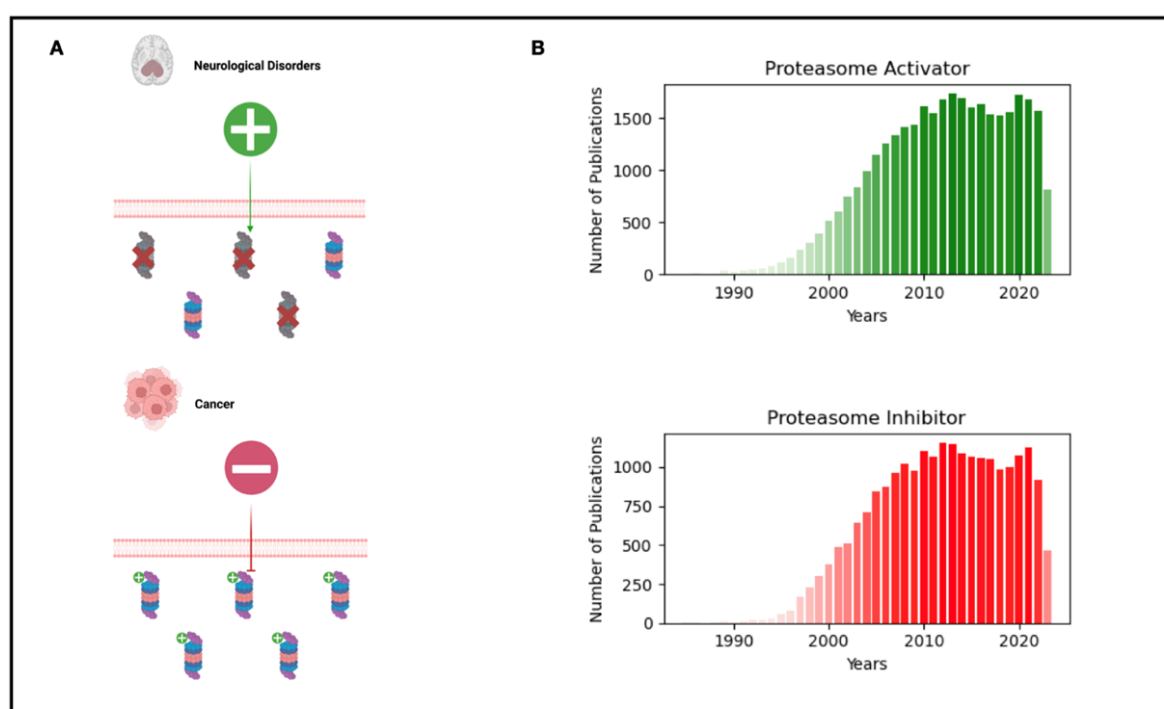 A
Neurological Disorders
Cancer
B
Proteasome Activator
Number of Publications
1500
1000
500
0
1990 2000 2010 2020
Years
Proteasome Inhibitor
Number of Publications
1000
750
500
250
0
1990 2000 2010 2020
Years